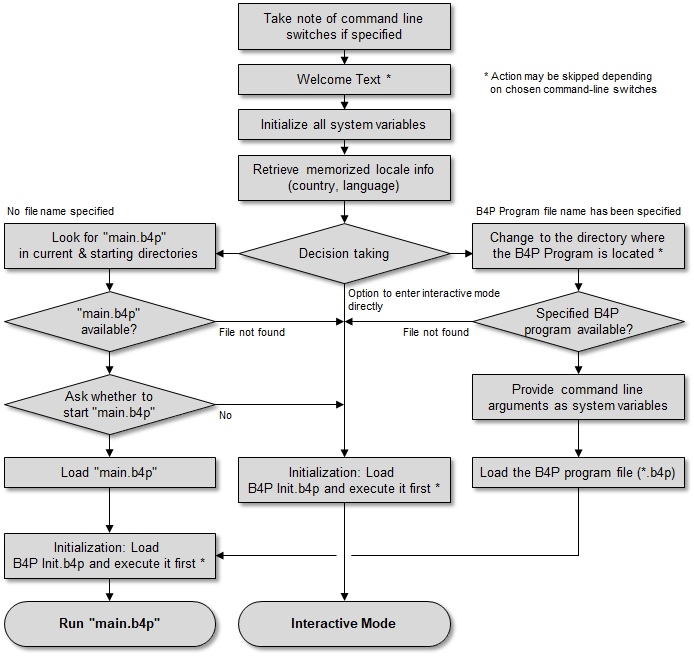 Take note of command line
switches if specified
Welcome Text *
* Action may be skipped depending
on chosen command-line switches
Initialize all system variables
Retrieve memorized locale info
(country, language)
No file name specified
B4P Program file name has been specified
Look for "main.b4p"
in current & starting directories
Decision taking
Change to the directory where
the B4P Program is located *
Option to enter interactive mode
directly
"main.b4p"
available?
File not found
File not found
Specified B4P
program available?
Ask whether to
start "main.b4p"
No
Provide command line
arguments as system variables
Load "main.b4p"
Initialization: Load
B4P Init.b4p and execute it first *
Load the B4P program file (*.b4p)
Initialization: Load
B4P Init.b4p and execute it first *
Run "main.b4p"
Interactive Mode